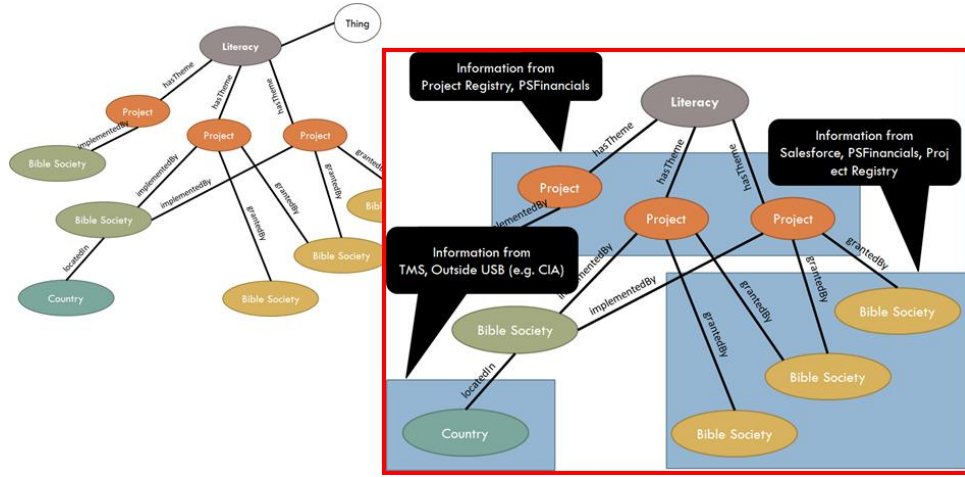 Thing
Literacy
hasTheme
hasTheme
hasTheme
Project
Project
Project
implementedBy
Bible Society
implementedBy
implementedBy
grantedBy
grantedBy
grantedBy
Bible Society
Bible Society
locatedIn
Country
Bible Society
Information from
Project Registry, PSFinancials
Literacy
Information from
Salesforce, PSFinancials, Proj
ect Registry
hasTheme
hasTheme
hasTheme
Project
Project
Project
Information from
TMS, Outside USB (e.g. CIA)
implementedBy
grantedBy
grantedBy
grantedBy
grantedBy
Bible Society
Bible Society
Bible Society
Bible Society
locatedIn
Country